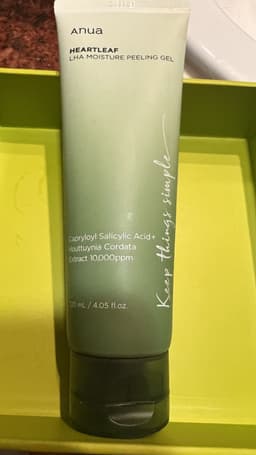 Anua
HEARTLEAF
LHA MOISTURE PEELING GEL
Keep things simple
Capryloyl Salicylic Acid+
Houttuynia Cordata
Extract 10,000ppm
120 mL / 4.05 fl.oz.